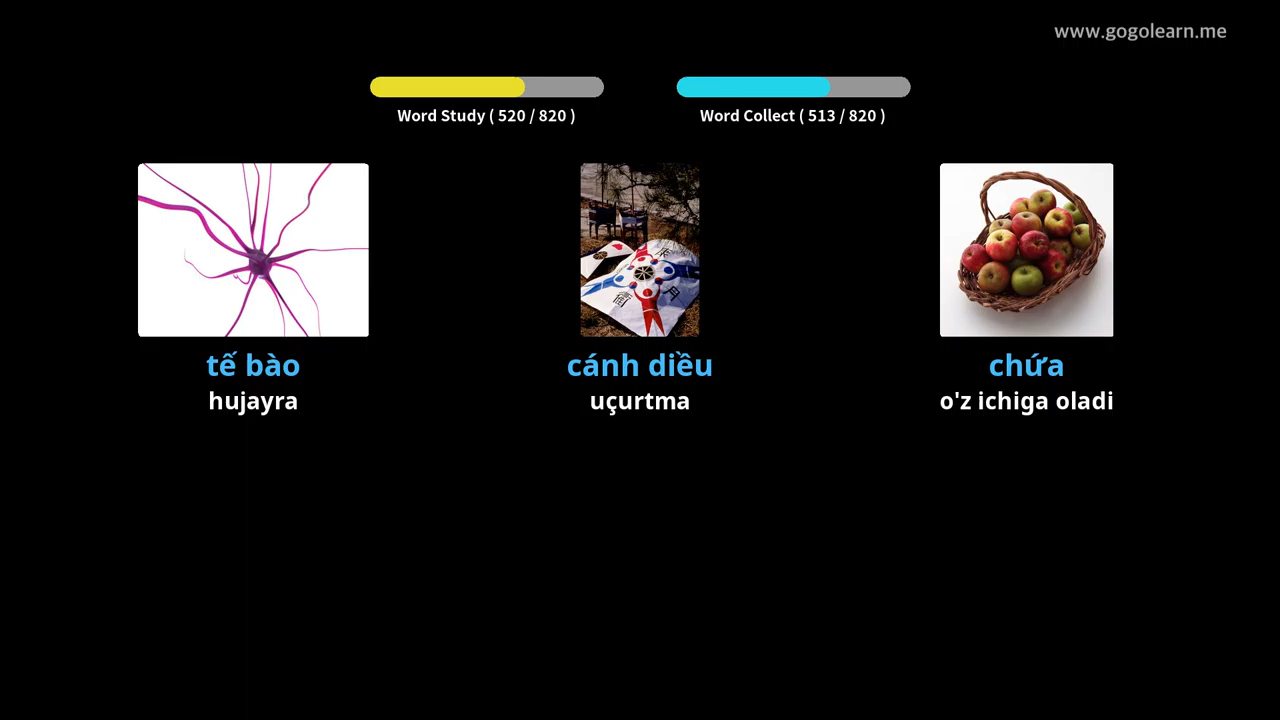 www.gogolearn.me
Word Study ( 520 / 820 )
Word Collect ( 513 / 820 )
tế bào
hujayra
cánh diều
uçurtma
chứa
o'z ichiga oladi